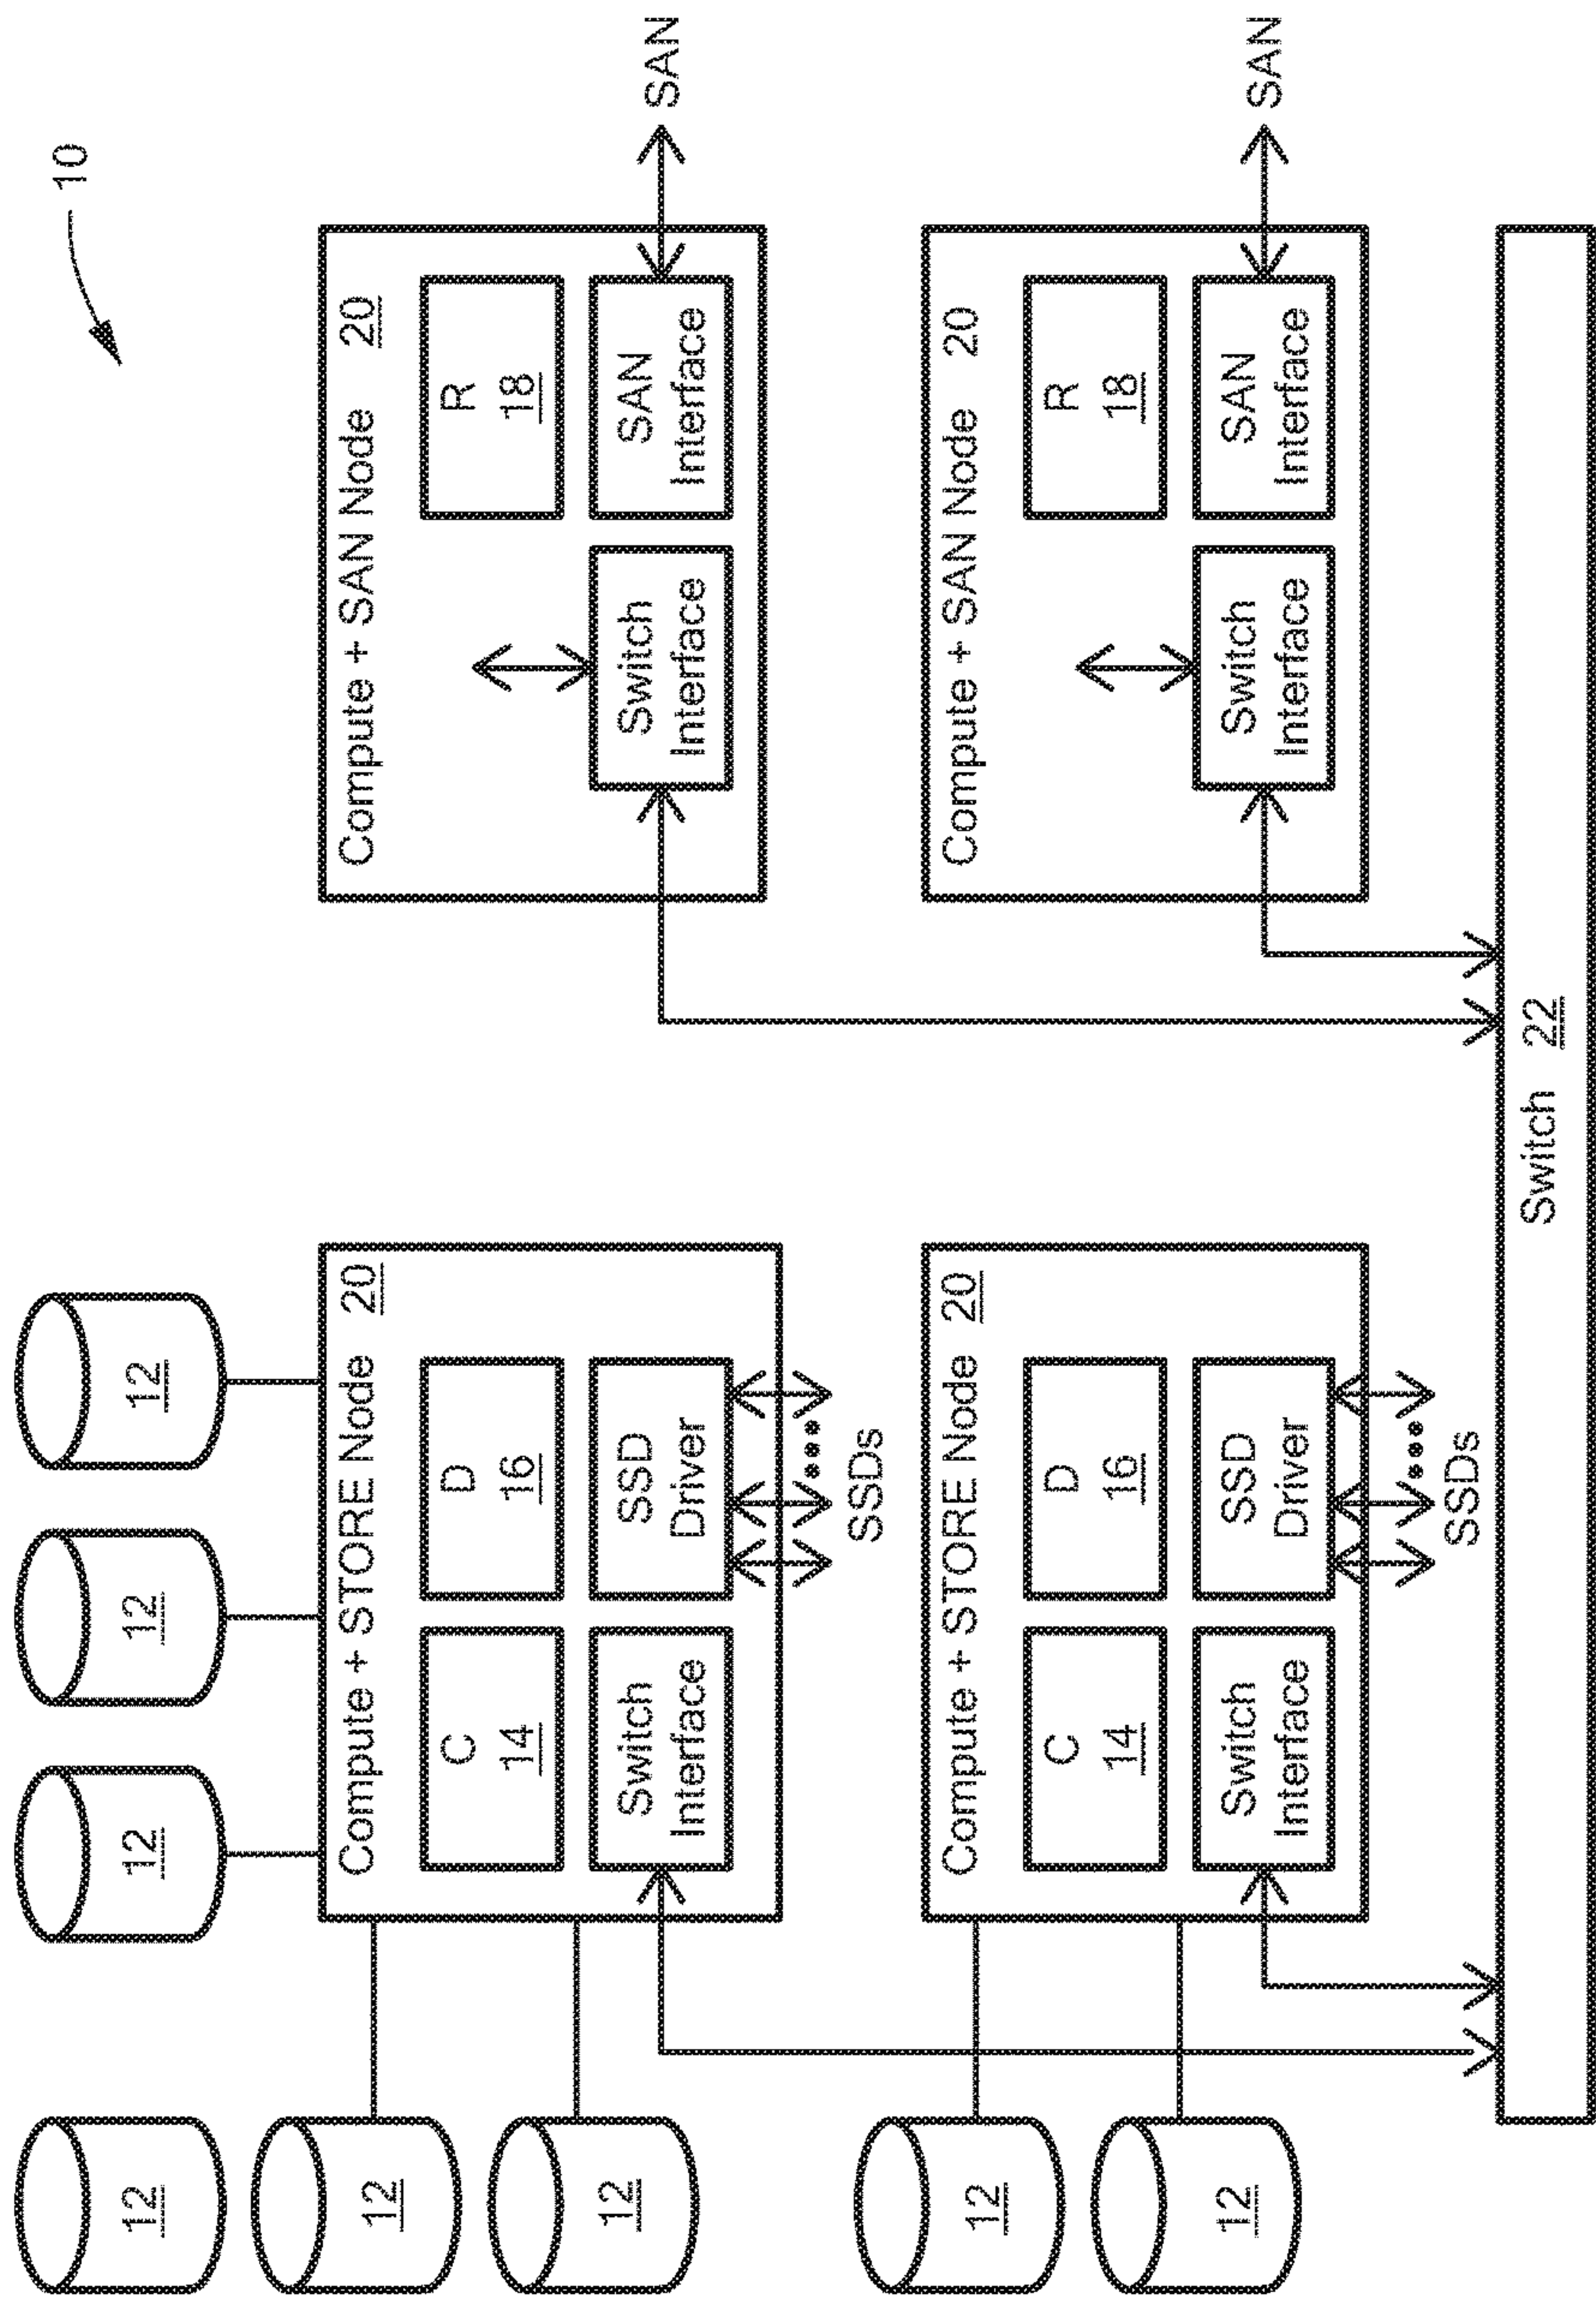 10
12
12
12
12
12
12
Compute + STORE Node 20
C
14
D
16
Switch
Interface
SSD
Driver
SSDs
Compute + SAN Node 20
R
18
Switch
Interface
SAN
Interface
SAN
12
12
Compute + STORE Node 20
C
14
D
16
Switch
Interface
SSD
Driver
SSDs
Compute + SAN Node 20
R
18
Switch
Interface
SAN
Interface
SAN
Switch 22